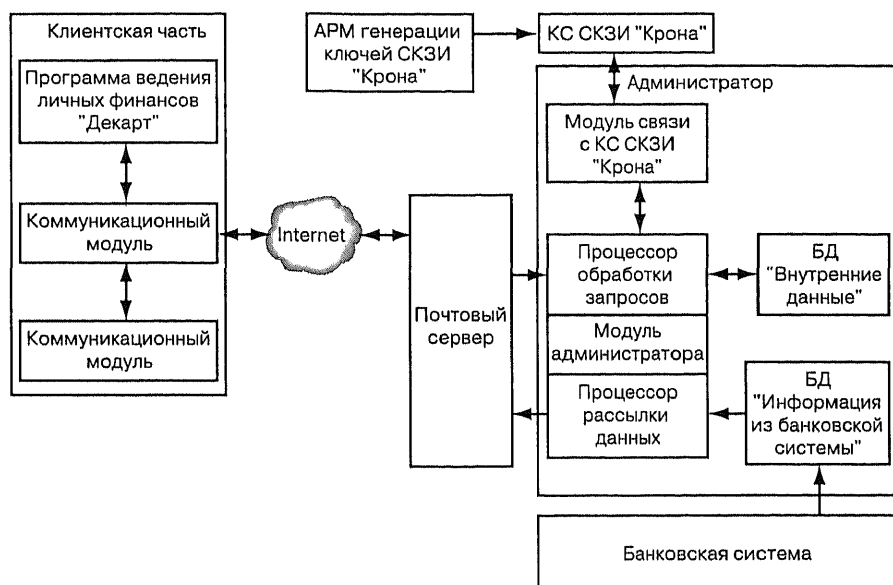 Клиентская часть
Программа ведения
личных финансов
"Декарт"
Коммуникационный
модуль
Коммуникационный
модуль
Internet
АРМ генерации
ключей СКЗИ
"Крона"
КС СКЗИ "Крона"
Администратор
Модуль связи
с КС СКЗИ
"Крона"
Почтовый
сервер
Процессор
обработки
запросов
Модуль
администратора
Процессор
рассылки
данных
БД
"Внутренние
данные"
БД
"Информация
из банковской
системы"
Банковская система